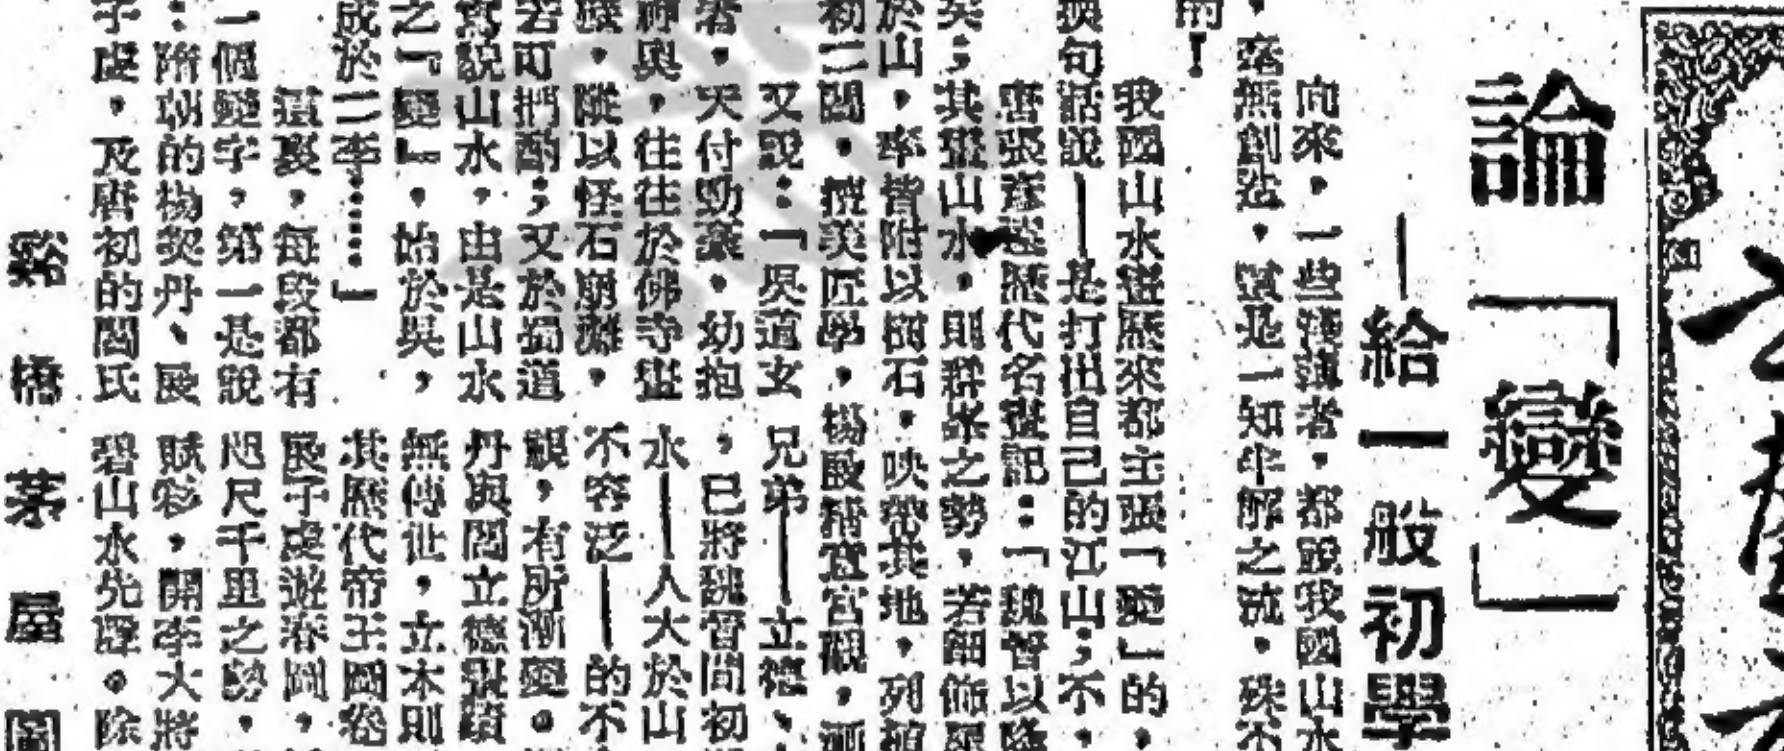 論「變」
——給一般初學
向來，一些淺薄者，都說我國山水
，毫無創造，這是一知半解之流，殊不
的！
我國山水畫歷來都主張「變」的，
換句話說——是打出自己的江山；不，
唐張彥遠歷代名畫記：「魏晉以降
矣；其畫山水，則群峯之勢，若鈿飾犀
於山，率皆附以樹石，映帶其地，列植
初二閻，擅美匠學，楊展精意宮觀，
又說：「吳道玄
者，天付勁毫，幼抱
神奧，往往於佛寺畫
壁，縱以怪石崩灘，
若可捫酌；又於蜀道
寫貌山水，由是山水
之「變」，始於吳，
成於二李……」
這裏，每段都有
一個變字，第一是說
：隋朝的楊契丹、展
子虔，及唐初的閻氏
兄弟——立德、
，已將魏晉間初
水——人大於山
不容泛——的不
觀，有所漸變。
丹與閻立德眞蹟
無傳世，立本則
其歷代帝王圖卷
展子虔遊春圖，
咫尺千里之勢，
賦彩，開李大將
碧山水先譯。除
谿橋茅屋圖